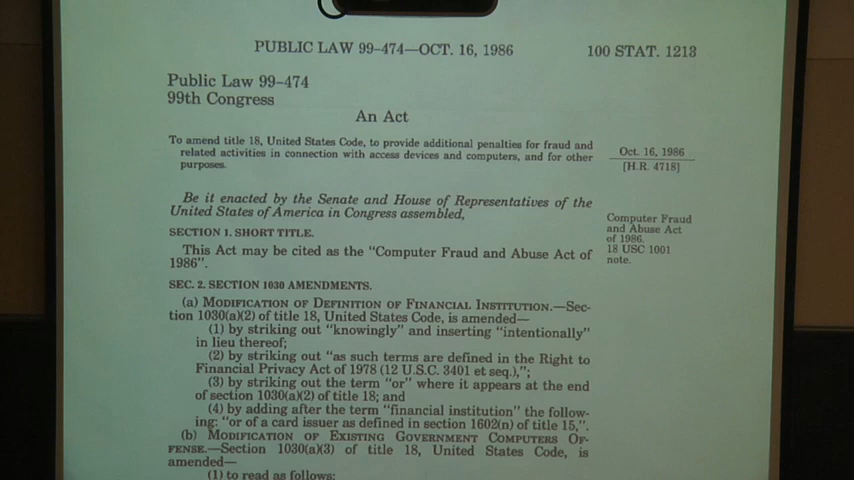 PUBLIC LAW 99–474—OCT. 16, 1986
100 STAT. 1213
Public Law 99–474
99th Congress
An Act
To amend title 18, United States Code, to provide additional penalties for fraud and
related activities in connection with access devices and computers, and for other
purposes.
Oct. 16, 1986
[H.R. 4718]
Be it enacted by the Senate and House of Representatives of the
United States of America in Congress assembled,
Computer Fraud
and Abuse Act
of 1986.
18 USC 1001
note.
SECTION 1. SHORT TITLE.
This Act may be cited as the “Computer Fraud and Abuse Act of
1986”.
SEC. 2. SECTION 1030 AMENDMENTS.
(a) MODIFICATION OF DEFINITION OF FINANCIAL INSTITUTION.—Sec-
tion 1030(a)(2) of title 18, United States Code, is amended—
(1) by striking out “knowingly” and inserting “intentionally”
in lieu thereof;
(2) by striking out “as such terms are defined in the Right to
Financial Privacy Act of 1978 (12 U.S.C. 3401 et seq.),”;
(3) by striking out the term “or” where it appears at the end
of section 1030(a)(2) of title 18; and
(4) by adding after the term “financial institution” the follow-
ing: “or of a card issuer as defined in section 1602(n) of title 15,”.
(b) MODIFICATION OF EXISTING GOVERNMENT COMPUTERS OF-
FENSE.—Section 1030(a)(3) of title 18, United States Code, is
amended—
(1) to read as follows: